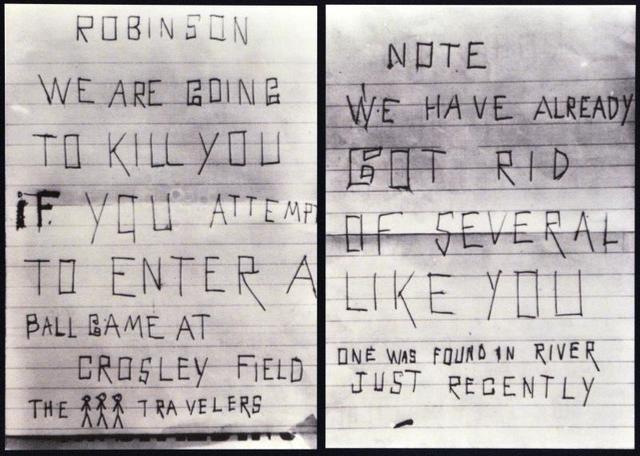 ROBINSON
WE ARE GOING
TO KILL YOU
iF. YOU ATTEMPT
TO ENTER A
BALL GAME AT
CROSLEY FIELD
THE TRAVELERS
NOTE
WE HAVE ALREADY
GOT RID
OF SEVERAL
LIKE YOU
ONE WAS FOUND IN RIVER
JUST RECENTLY